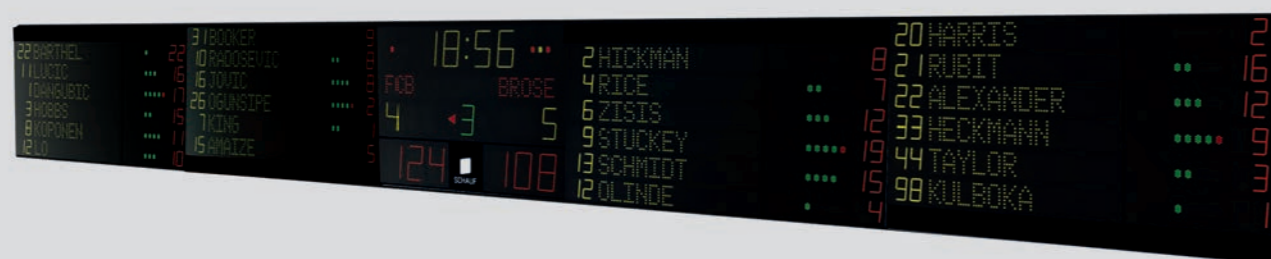 22 BARTHEL 22
11 LUCIC 16
1 DANGUBIC 17
3 HOBBS 15
8 KOPONEN 11
12 LO 10
31 BOOKER
10 RADOSEVIC
16 JOVIC
26 OGUNSIPE
7 KING
15 AMAIZE 5
18:56
FCB BROSE
4 3 5
124 108
SCHAUF
2 HICKMAN 8
4 RICE 7
6 ZISIS 12
9 STUCKEY 19
13 SCHMIDT 15
12 OLINDE 4
20 HARRIS 2
21 RUBIT 16
22 ALEXANDER 12
33 HECKMANN 9
44 TAYLOR 3
98 KULBOKA 1